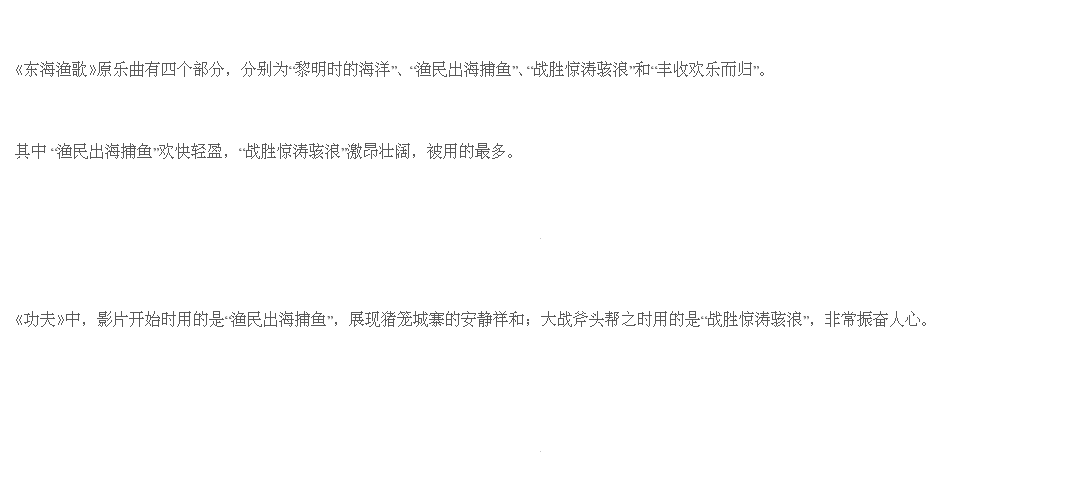 《东海渔歌》原乐曲有四个部分，分别为“黎明时的海洋”、“渔民出海捕鱼”、“战胜惊涛骇浪”和“丰收欢乐而归”。
其中 “渔民出海捕鱼”欢快轻盈，“战胜惊涛骇浪”激昂壮阔，被用的最多。
《功夫》中，影片开始时用的是“渔民出海捕鱼”，展现猪笼城寨的安静祥和；大战斧头帮之时用的是“战胜惊涛骇浪”，非常振奋人心。